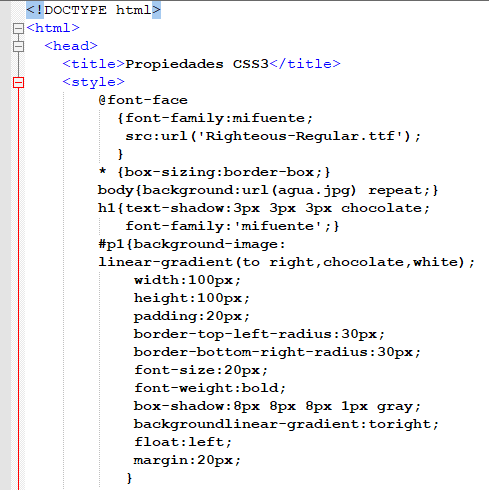 <!DOCTYPE html>
<html>
<head>
<title>Propiedades CSS3</title>
<style>
@font-face
{font-family:mifuente;
src:url('Righteous-Regular.ttf');
}
* {box-sizing:border-box;}
body{background:url(agua.jpg) repeat;}
h1{text-shadow:3px 3px 3px chocolate;
font-family:'mifuente';}
#p1{background-image:
linear-gradient(to right,chocolate,white);
width:100px;
height:100px;
padding:20px;
border-top-left-radius:30px;
border-bottom-right-radius:30px;
font-size:20px;
font-weight:bold;
box-shadow:8px 8px 8px 1px gray;
backgroundlinear-gradient:toright;
float:left;
margin:20px;
}